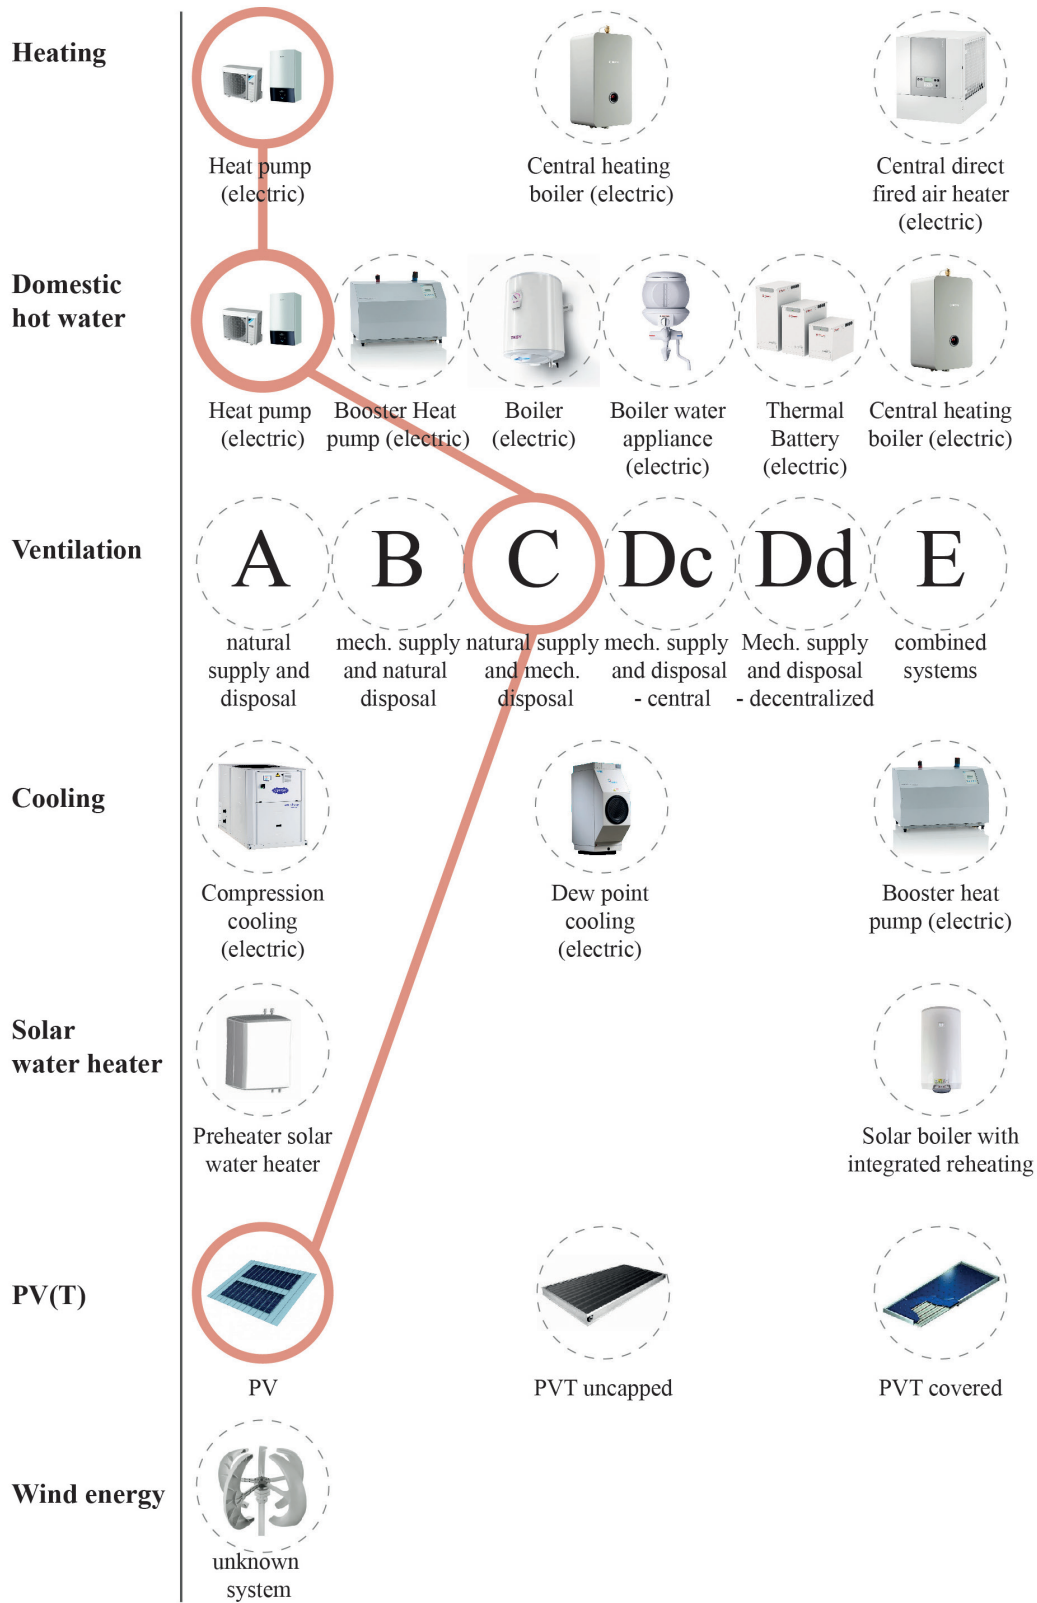 Heating
Heat pump
(electric)
Central heating
boiler (electric)
Central direct
fired air heater
(electric)
Domestic
hot water
Heat pump
(electric)
Booster Heat
pump (electric)
Boiler
(electric)
Boiler water
appliance
(electric)
Thermal
Battery
(electric)
Central heating
boiler (electric)
Ventilation
A
B
C
Dc
Dd
E
natural
supply and
disposal
mech. supply
and natural
disposal
natural supply
and mech.
disposal
mech. supply
and disposal
- central
Mech. supply
and disposal
- decentralized
combined
systems
Cooling
Compression
cooling
(electric)
Dew point
cooling
(electric)
Booster heat
pump (electric)
Solar
water heater
Preheater solar
water heater
Solar boiler with
integrated reheating
PV(T)
PV
PVT uncapped
PVT covered
Wind energy
unknown
system